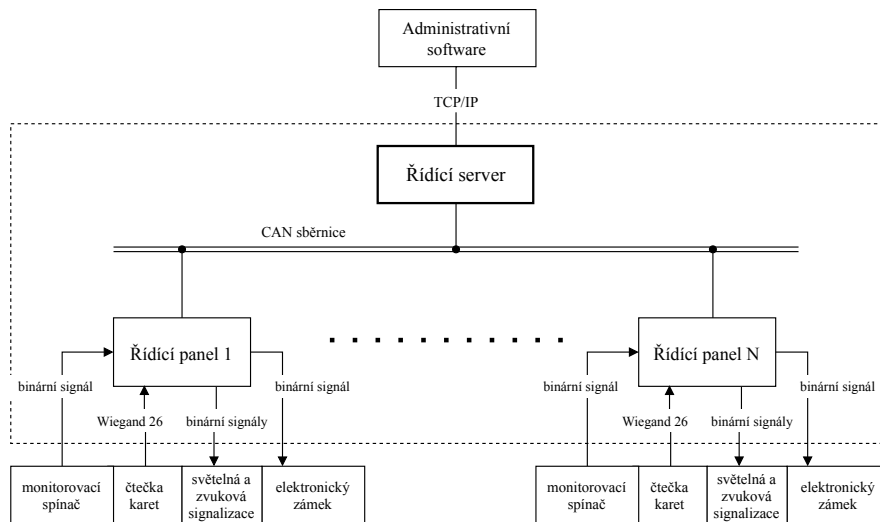 Administrativní
software
TCP/IP
Řídící server
CAN sběrnice
Řídící panel 1
Řídící panel N
binární signál
binární signál
binární signál
binární signál
Wiegand 26
binární signály
Wiegand 26
binární signály
monitorovací
spínač
čtečka
karet
světelná a
zvuková
signalizace
elektronický
zámek
monitorovací
spínač
čtečka
karet
světelná a
zvuková
signalizace
elektronický
zámek